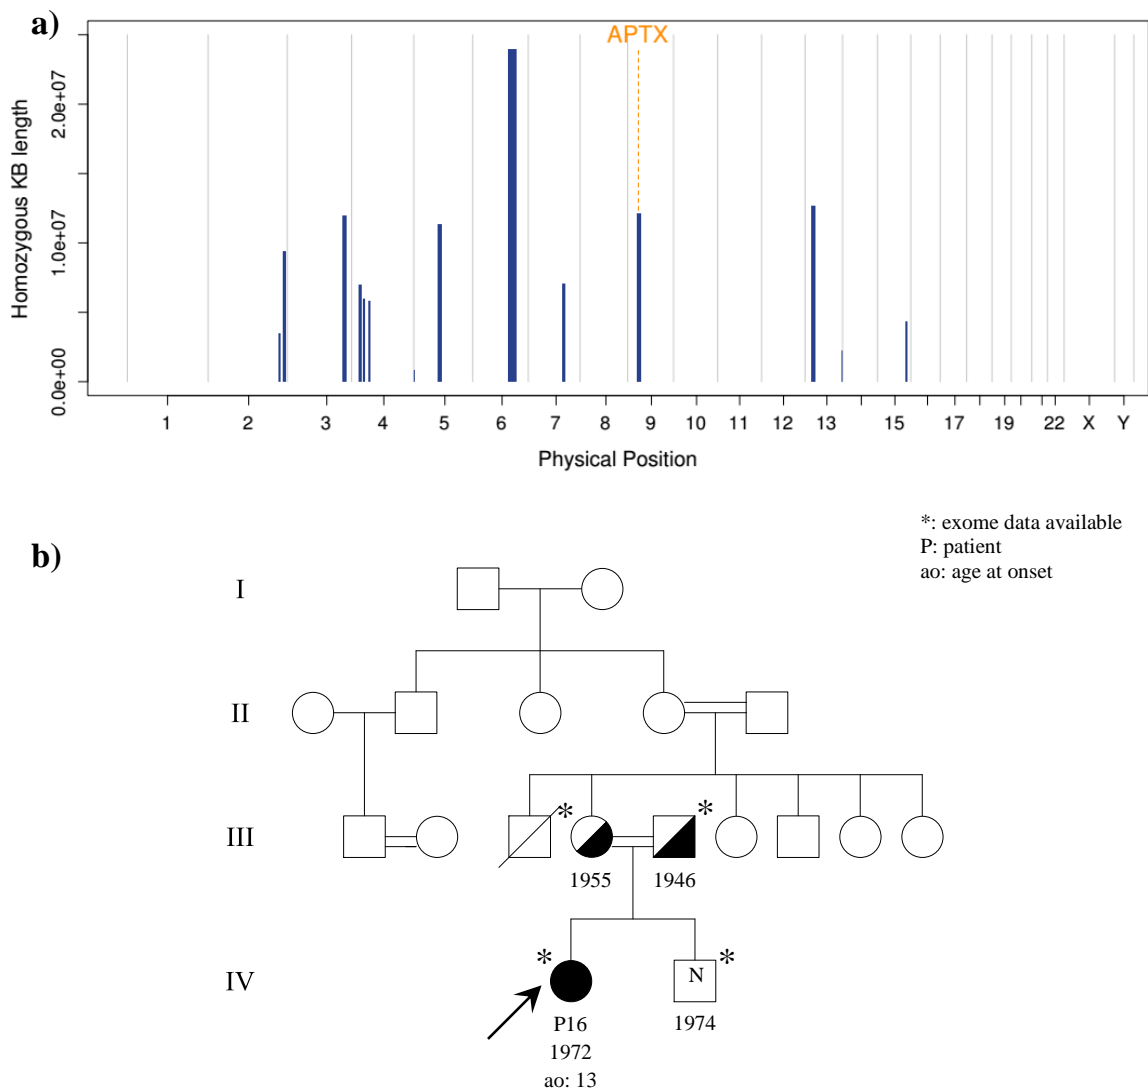 a)
APTX
Homozygous KB length
0.0e+00 1.0e+07 2.0e+07
1 2 3 4 5 6 7 8 9 10 11 12 13 15 17 19 22 X Y
Physical Position
*: exome data available
P: patient
ao: age at onset
b)
I
II
III
* *
1955 1946
IV
* N *
P16 1974
1972
ao: 13